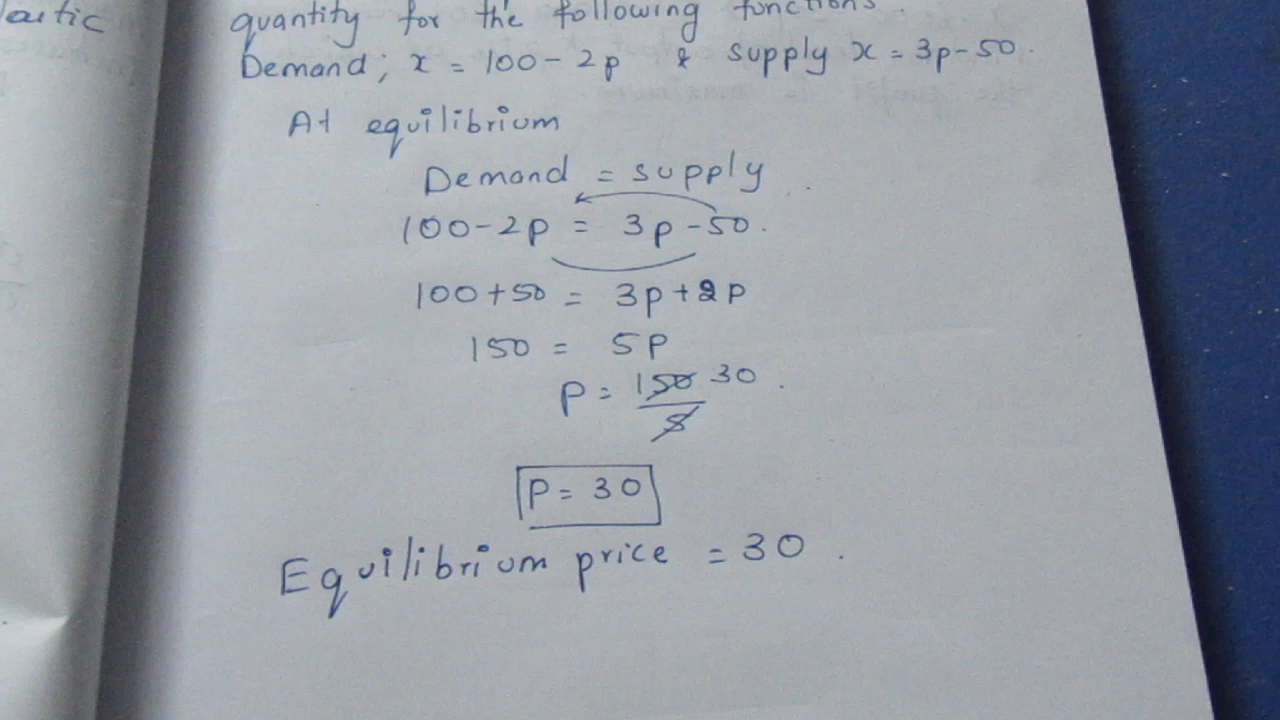 quantity for the following functions.
Demand; x = 100 - 2p & supply x = 3p - 50.
At equilibrium
Demand = supply
100 - 2p = 3p - 50.
100 + 50 = 3p + 2p
150 = 5p
p = 150/5 30.
P = 30
Equilibrium price = 30.